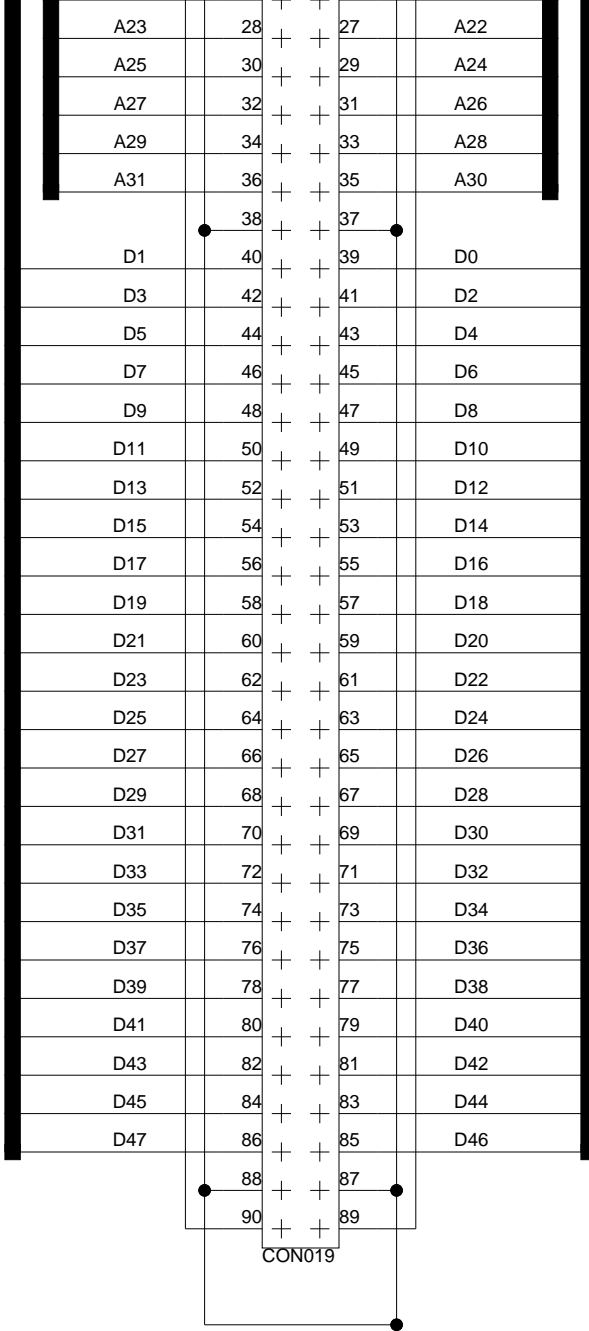 A23 28 27 A22
A25 30 29 A24
A27 32 31 A26
A29 34 33 A28
A31 36 35 A30
38 37
D1 40 39 D0
D3 42 41 D2
D5 44 43 D4
D7 46 45 D6
D9 48 47 D8
D11 50 49 D10
D13 52 51 D12
D15 54 53 D14
D17 56 55 D16
D19 58 57 D18
D21 60 59 D20
D23 62 61 D22
D25 64 63 D24
D27 66 65 D26
D29 68 67 D28
D31 70 69 D30
D33 72 71 D32
D35 74 73 D34
D37 76 75 D36
D39 78 77 D38
D41 80 79 D40
D43 82 81 D42
D45 84 83 D44
D47 86 85 D46
88 87
90 89
CON019